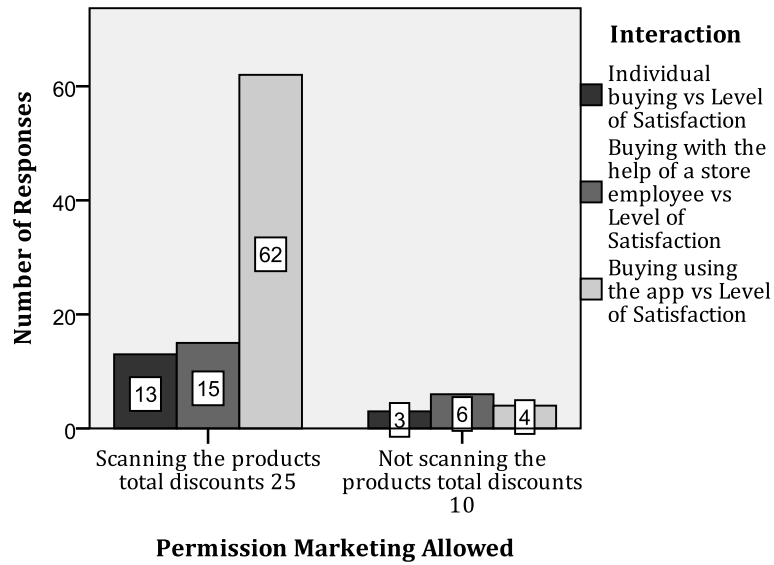 Interaction
Individual
buying vs Level
of Satisfaction
Buying with the
help of a store
employee vs
Level of
Satisfaction
Buying using
the app vs Level
of Satisfaction
Number of Responses
60
40
20
0
13
15
62
3
6
4
Scanning the products
total discounts 25
Not scanning the
products total discounts
10
Permission Marketing Allowed